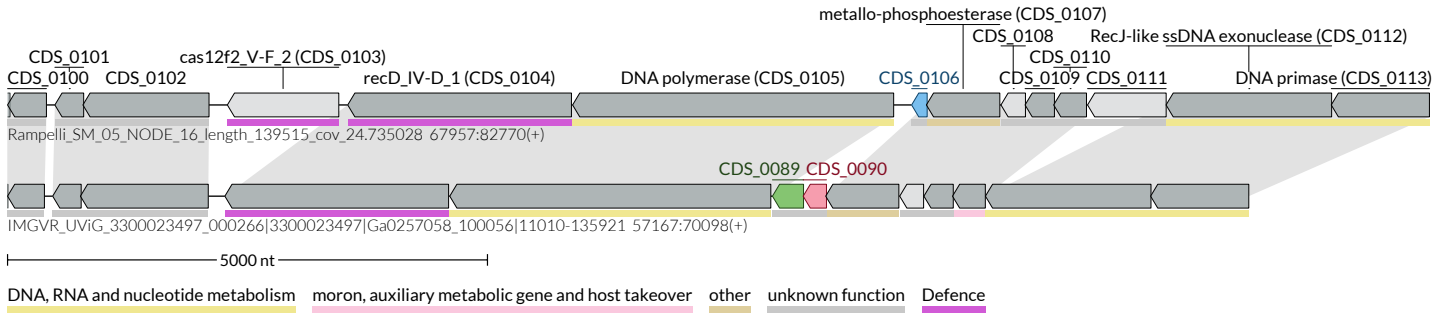 metallo-phosphoesterase (CDS_0107)
CDS_0108 RecJ-like ssDNA exonuclease (CDS_0112)
CDS_0101 cas12f2_V-F_2 (CDS_0103) CDS_0110
CDS_0100 CDS_0102 recD_IV-D_1 (CDS_0104) DNA polymerase (CDS_0105) CDS_0106 CDS_0109 CDS_0111 DNA primase (CDS_0113)
Rampelli_SM_05_NODE_16_length_139515_cov_24.735028 67957:82770(+)
CDS_0089 CDS_0090
IMGVR_UViG_3300023497_000266|3300023497|Ga0257058_100056|11010-135921 57167:70098(+)
5000 nt
DNA, RNA and nucleotide metabolism moron, auxiliary metabolic gene and host takeover other unknown function Defence